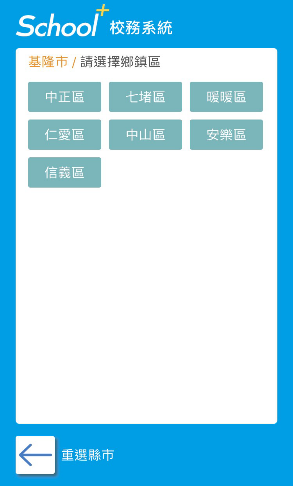 School+ 校務系統
基隆市 / 請選擇鄉鎮區
中正區 七堵區 暖暖區
仁愛區 中山區 安樂區
信義區
重選縣市